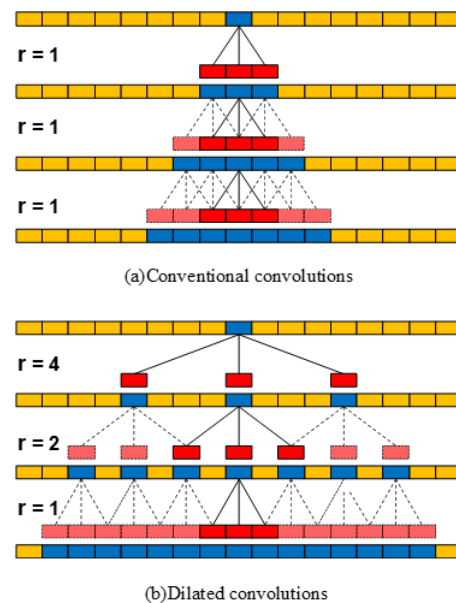 r = 1
r = 1
r = 1
(a)Conventional convolutions
r = 4
r = 2
r = 1
(b)Dilated convolutions